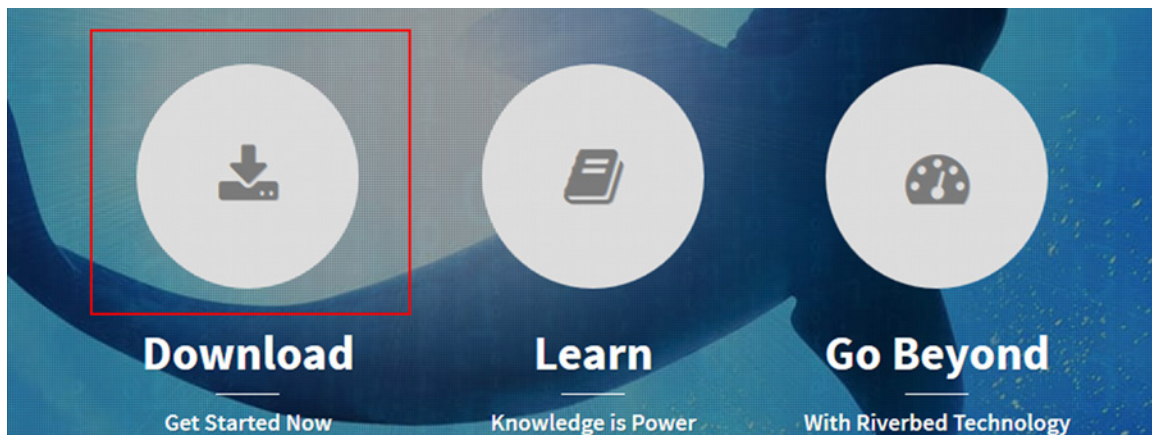 Download
Learn
Go Beyond
Get Started Now
Knowledge is Power
With Riverbed Technology